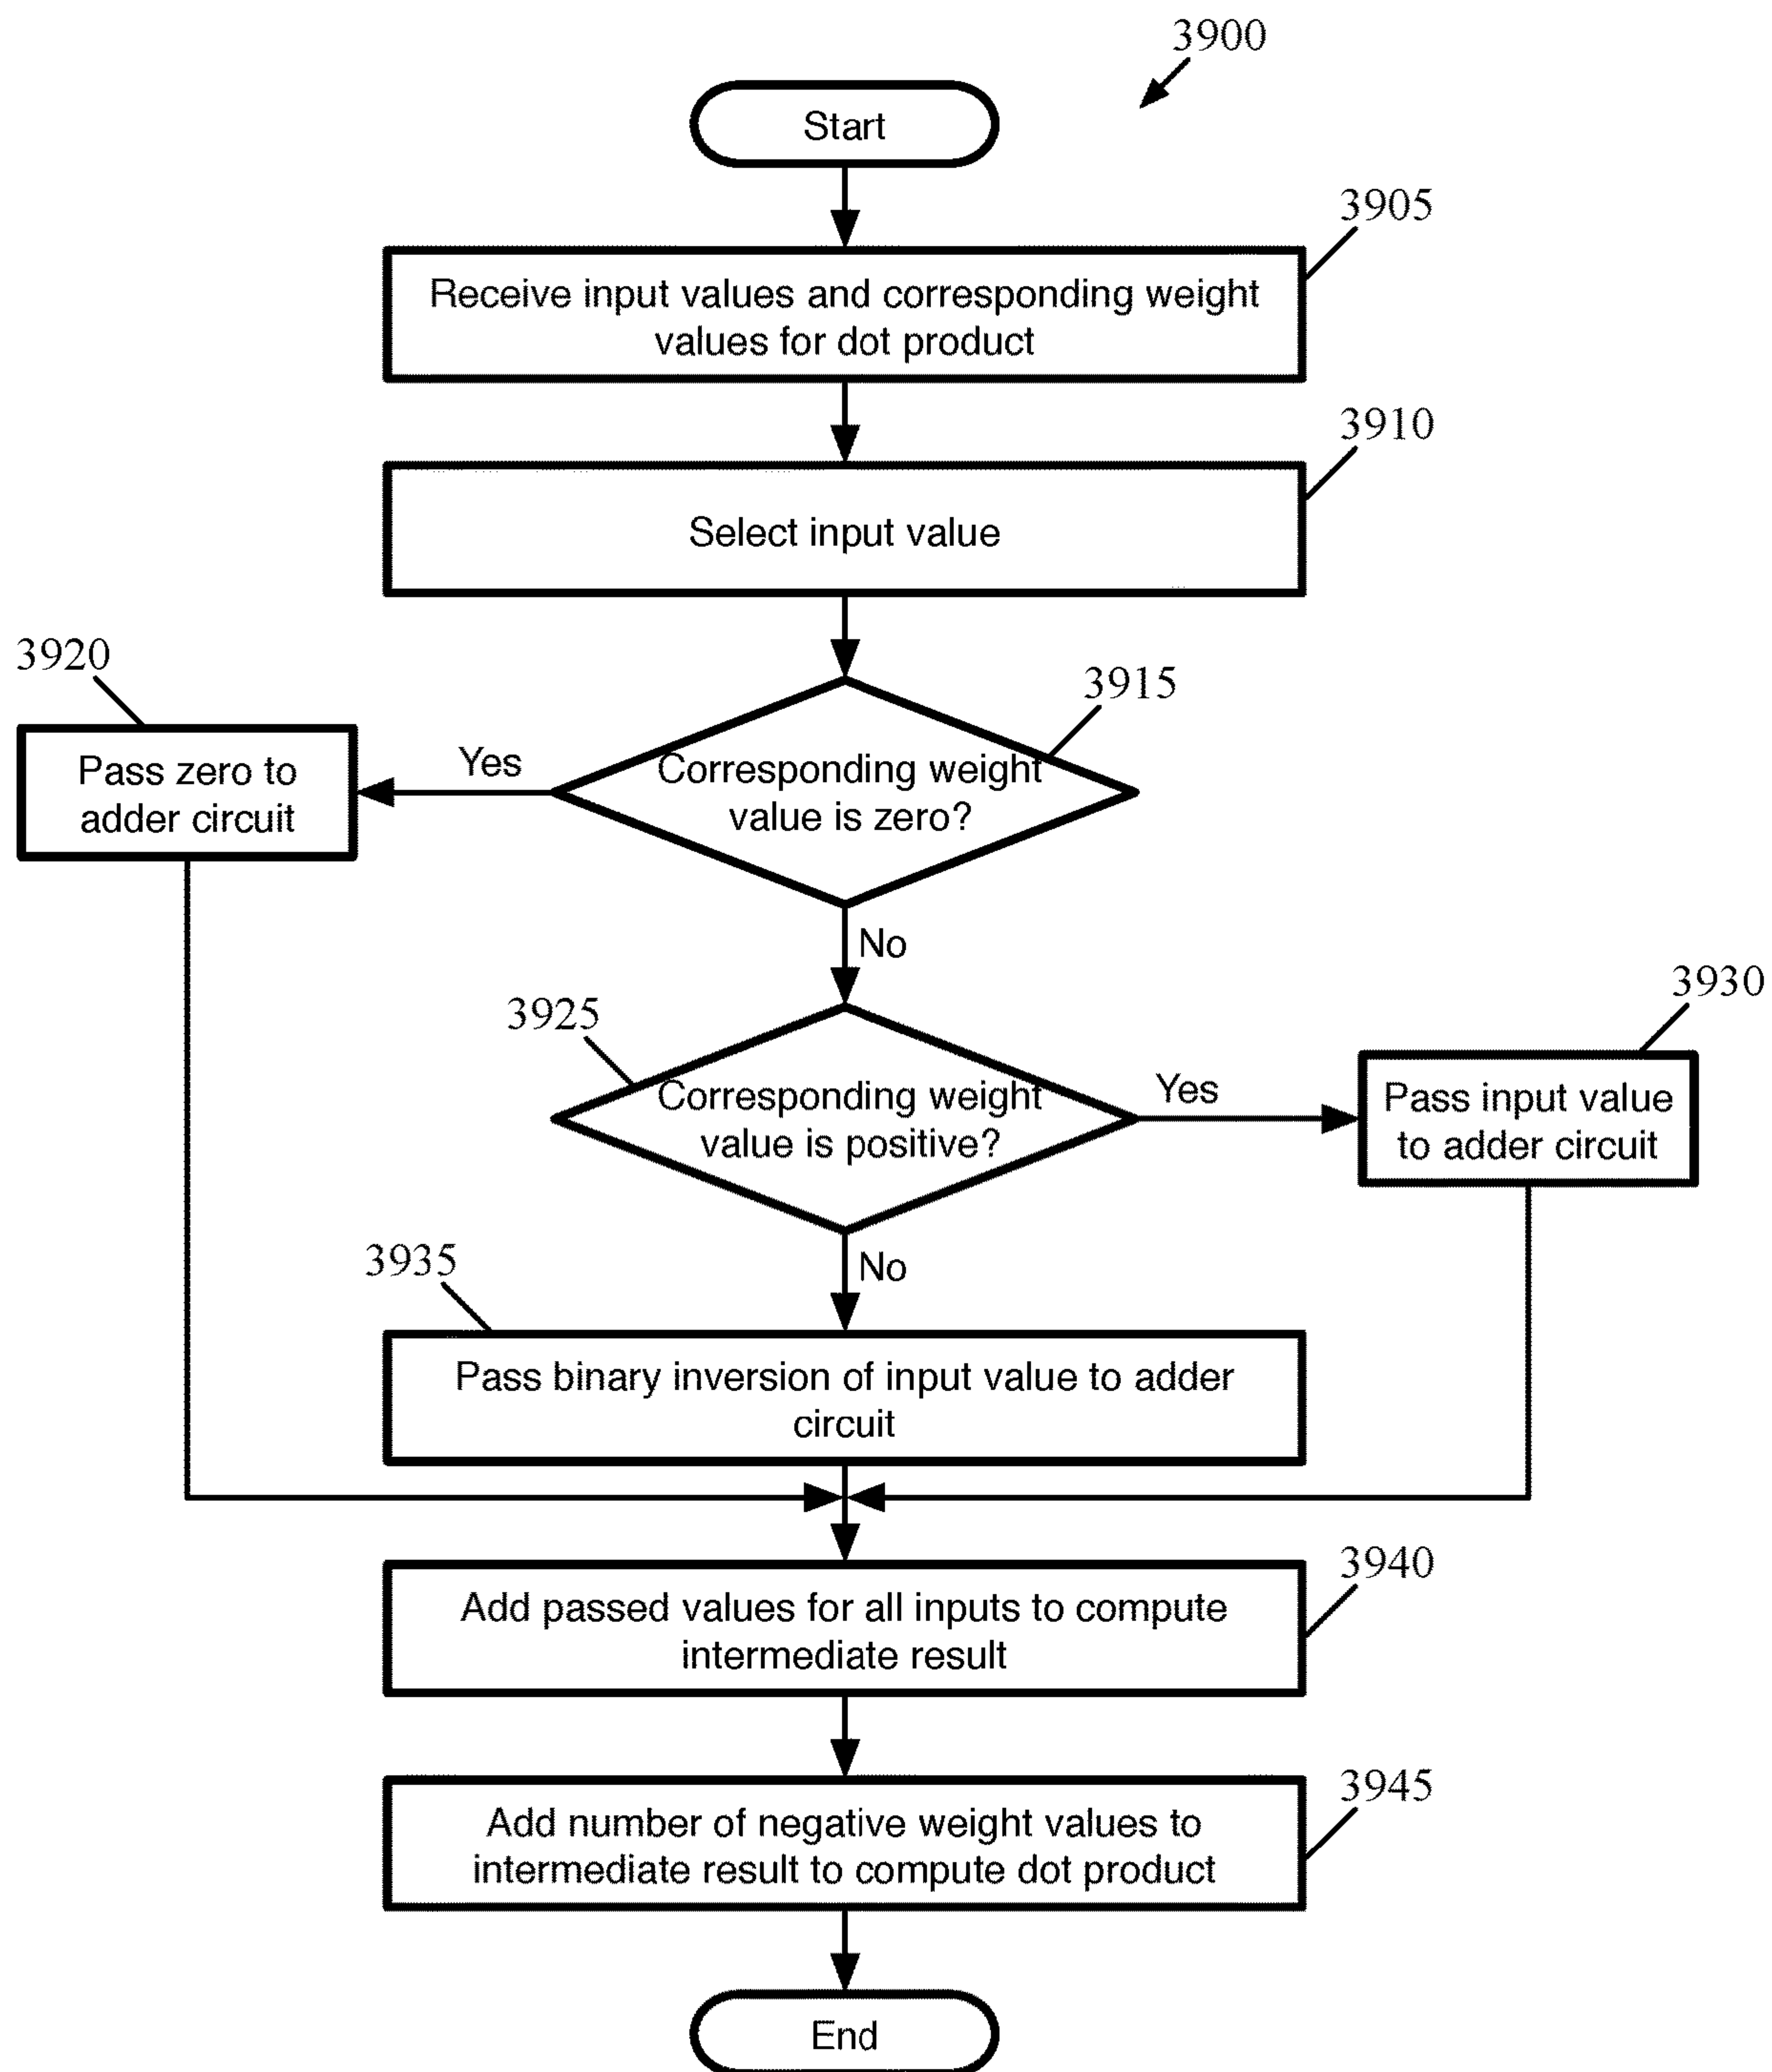 3900
Start
3905
Receive input values and corresponding weight
values for dot product
3910
Select input value
3920
3915
Pass zero to
adder circuit
Yes
Corresponding weight
value is zero?
No
3925
3930
Corresponding weight
value is positive?
Yes
Pass input value
to adder circuit
No
3935
Pass binary inversion of input value to adder
circuit
3940
Add passed values for all inputs to compute
intermediate result
3945
Add number of negative weight values to
intermediate result to compute dot product
End